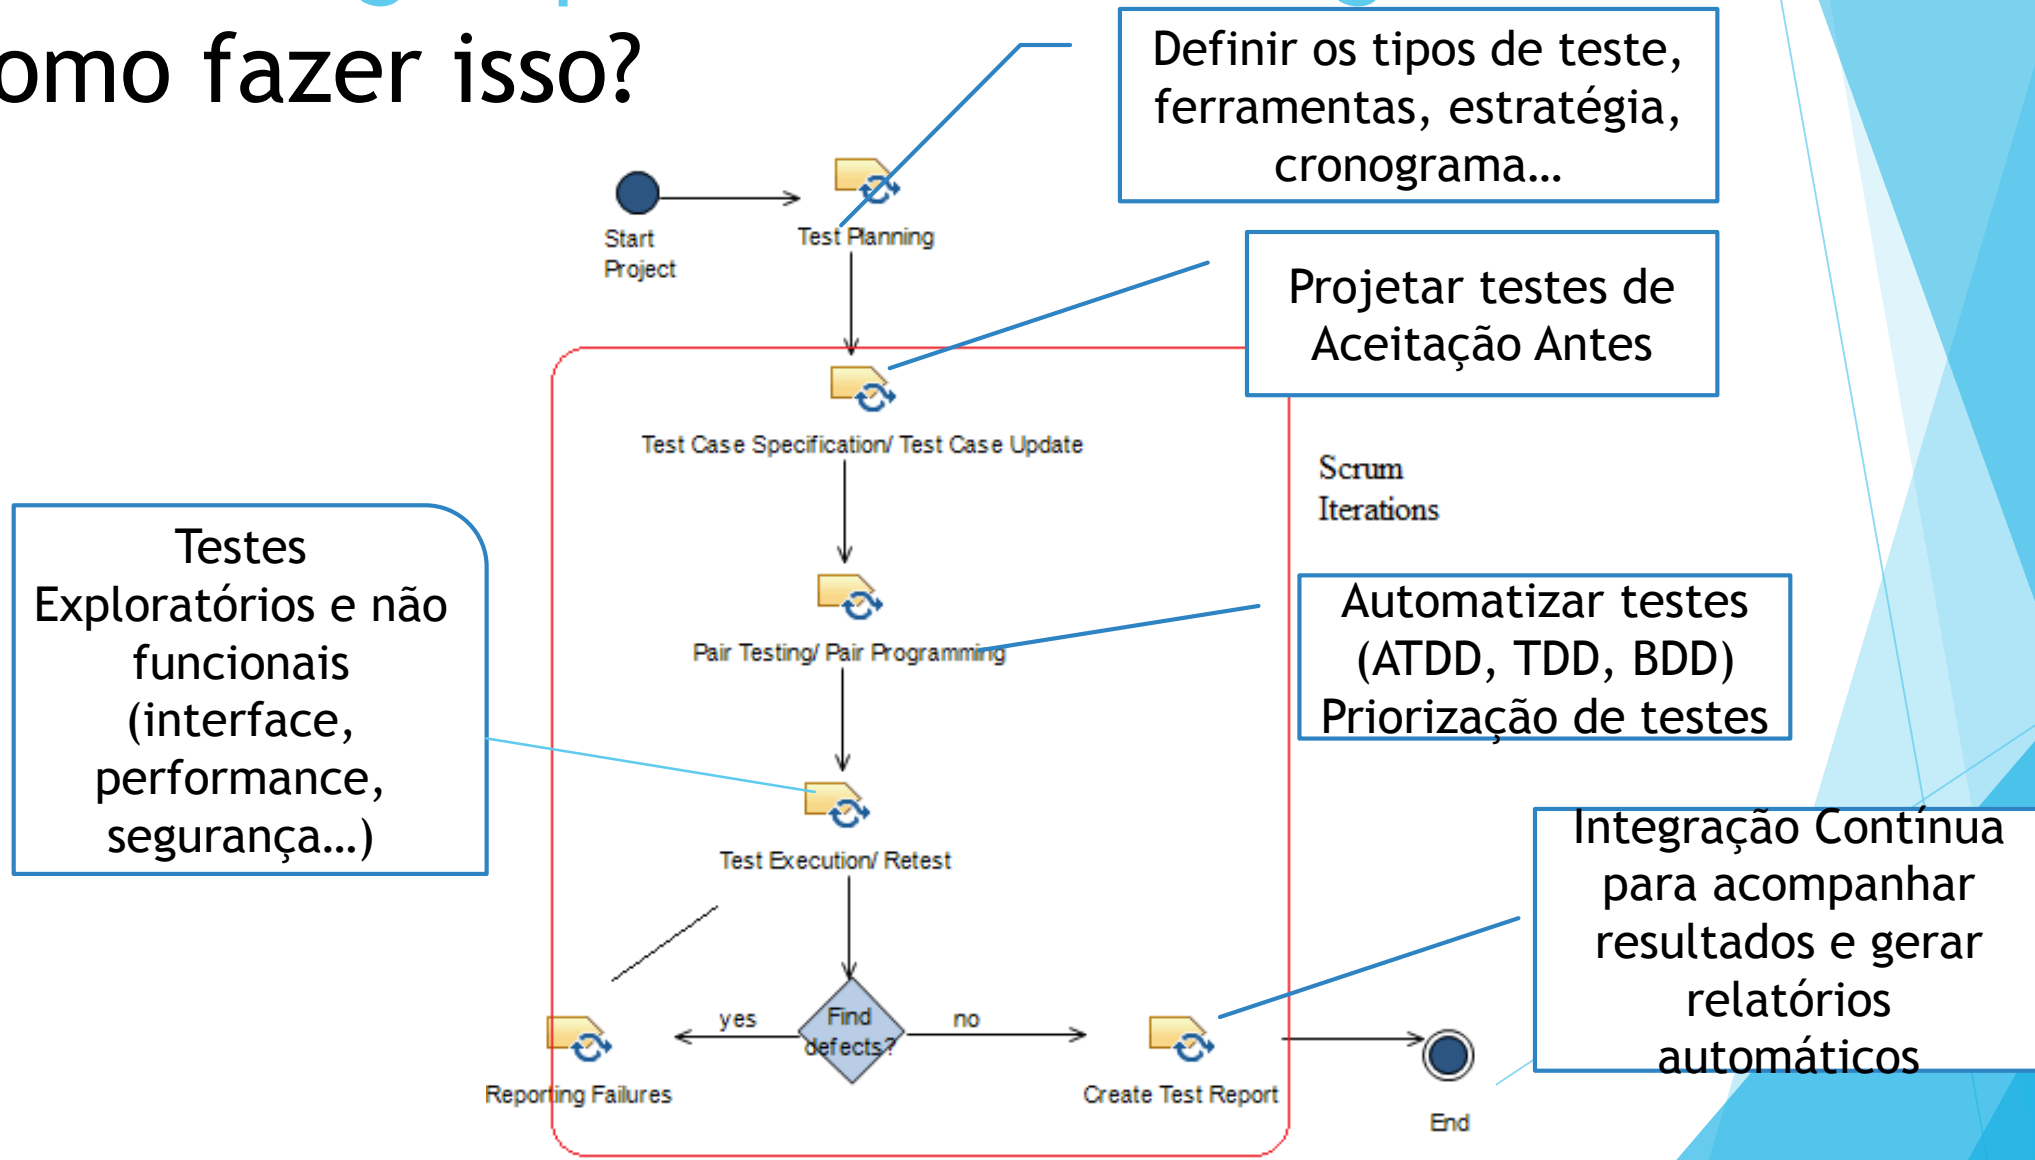 omo fazer isso?
Definir os tipos de teste,
ferramentas, estratégia,
cronograma…
Start
Project
Test Planning
Projetar testes de
Aceitação Antes
Test Case Specification/ Test Case Update
Scrum
Iterations
Testes
Exploratórios e não
funcionais
(interface,
performance,
segurança…)
Pair Testing/ Pair Programming
Automatizar testes
(ATDD, TDD, BDD)
Priorização de testes
Test Execution/ Retest
Integração Contínua
para acompanhar
resultados e gerar
relatórios
automáticos
yes
Find
defects?
no
Reporting Failures
Create Test Report
End